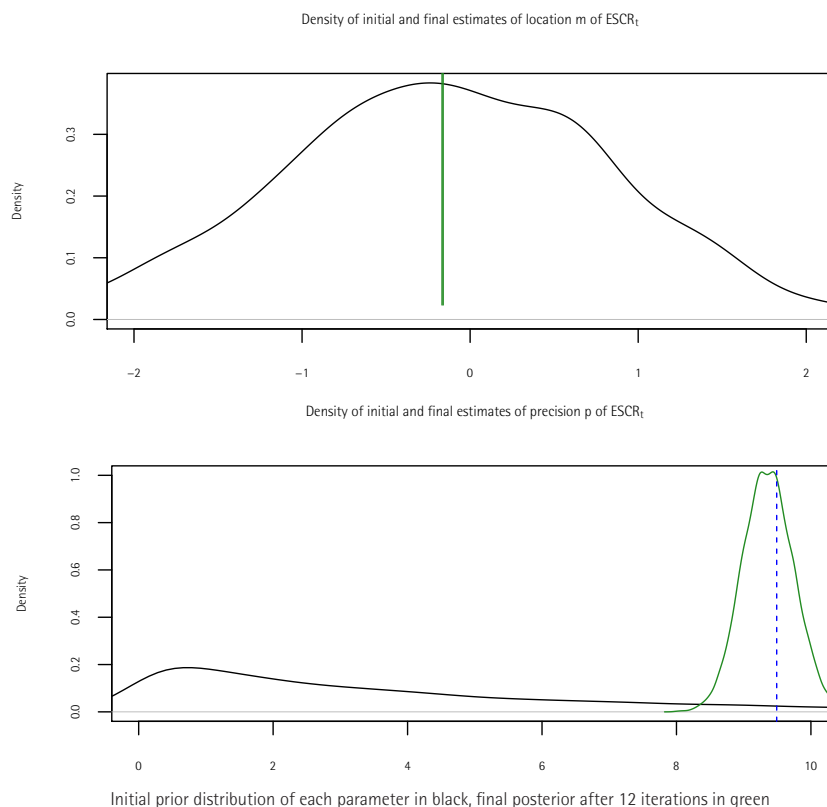 Density of initial and final estimates of location m of ESCRt
Density
0.3
0.2
0.1
0.0
−2 −1 0 1 2
Density of initial and final estimates of precision p of ESCRt
Density
1.0
0.8
0.6
0.4
0.2
0.0
0 2 4 6 8 10
Initial prior distribution of each parameter in black, final posterior after 12 iterations in green